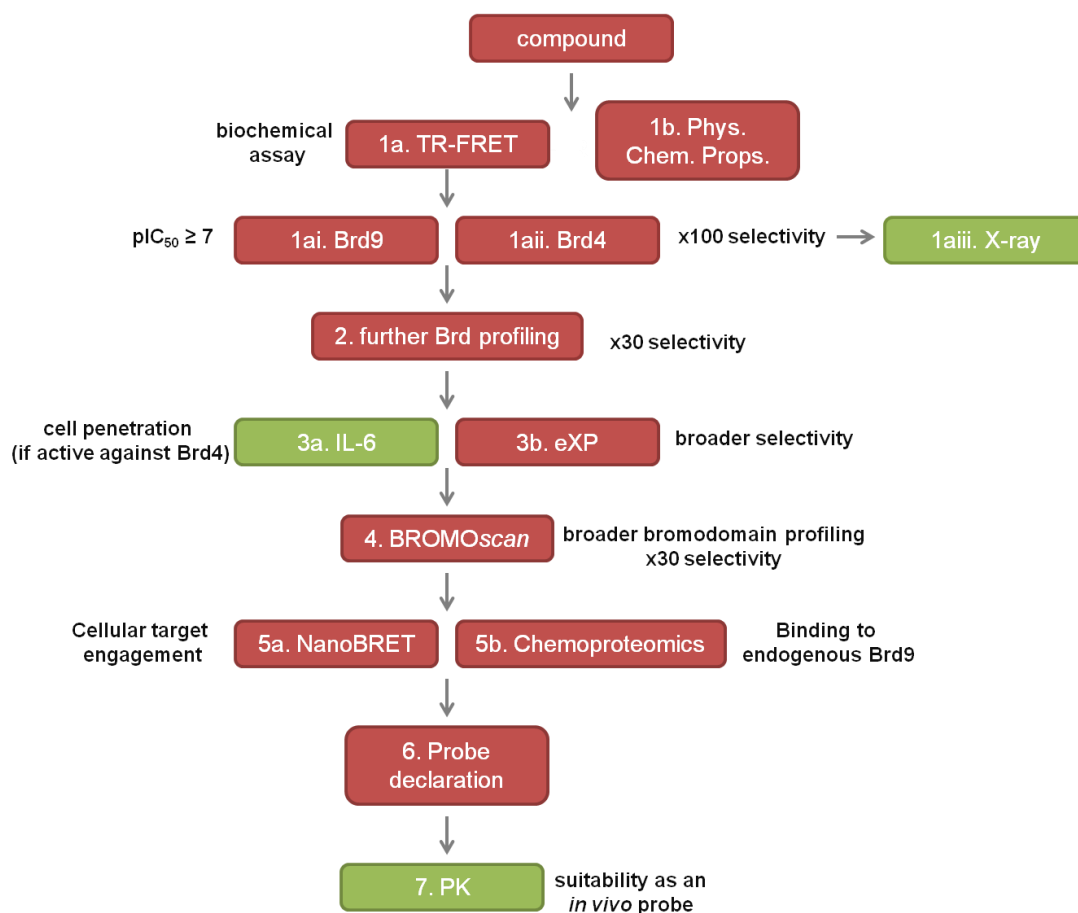 compound
biochemical
assay
1a. TR-FRET
1b. Phys.
Chem. Props.
pIC₅₀ ≥ 7
1ai. Brd9
1aii. Brd4
x100 selectivity
1aiii. X-ray
2. further Brd profiling
x30 selectivity
cell penetration
(if active against Brd4)
3a. IL-6
3b. eXP
broader selectivity
4. BROMOscan
broader bromodomain profiling
x30 selectivity
Cellular target
engagement
5a. NanoBRET
5b. Chemoproteomics
Binding to
endogenous Brd9
6. Probe
declaration
7. PK
suitability as an
in vivo probe